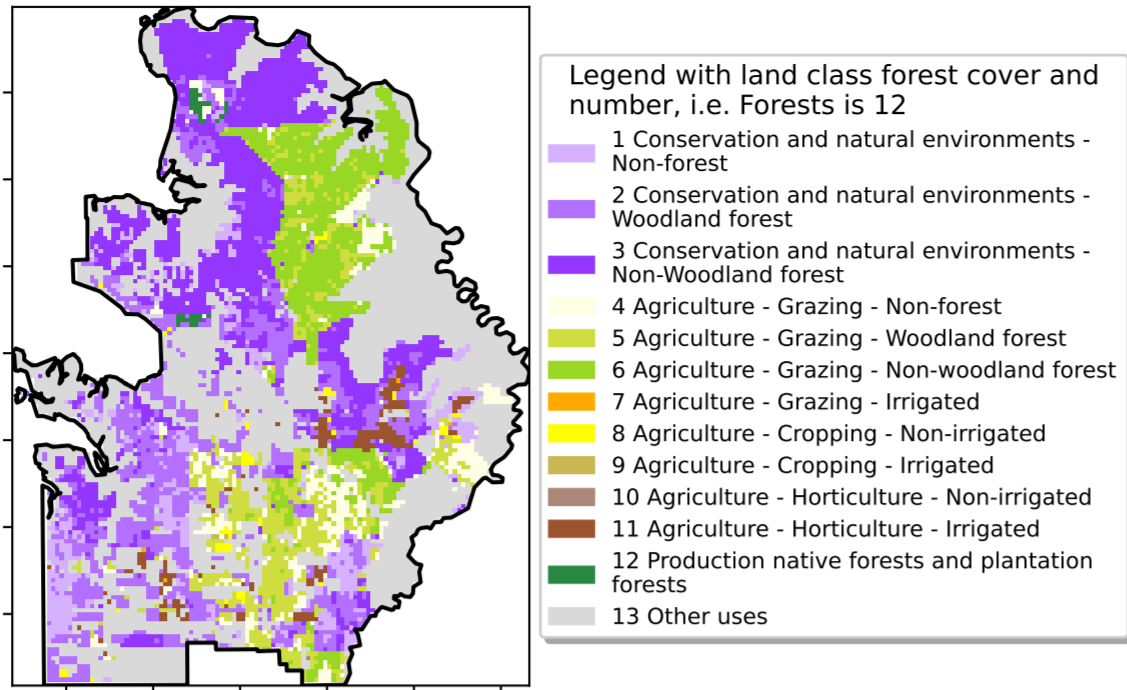 Legend with land class forest cover and
number, i.e. Forests is 12
1 Conservation and natural environments -
Non-forest
2 Conservation and natural environments -
Woodland forest
3 Conservation and natural environments -
Non-Woodland forest
4 Agriculture - Grazing - Non-forest
5 Agriculture - Grazing - Woodland forest
6 Agriculture - Grazing - Non-woodland forest
7 Agriculture - Grazing - Irrigated
8 Agriculture - Cropping - Non-irrigated
9 Agriculture - Cropping - Irrigated
10 Agriculture - Horticulture - Non-irrigated
11 Agriculture - Horticulture - Irrigated
12 Production native forests and plantation
forests
13 Other uses